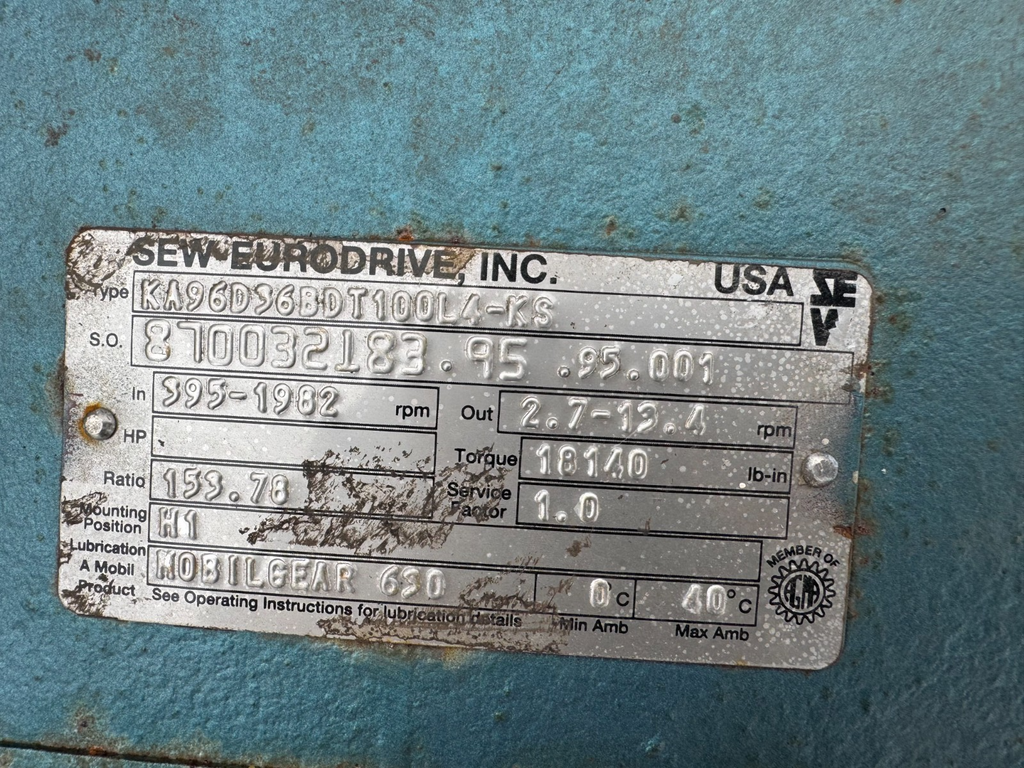 SEW-EURODRIVE, INC. USA SEV
Type KA96D36BDT100L4-KS
S.O. 870032183.95 .95.001
In 395-1982 rpm Out 2.7-13.4 rpm
HP Torque 18140 lb-in
Ratio 153.78 Service Factor 1.0
Mounting Position H1
Lubrication A Mobil Product MOBILGEAR 630 0 C 40°C
See Operating Instructions for lubrication details Min Amb Max Amb
MEMBER OF